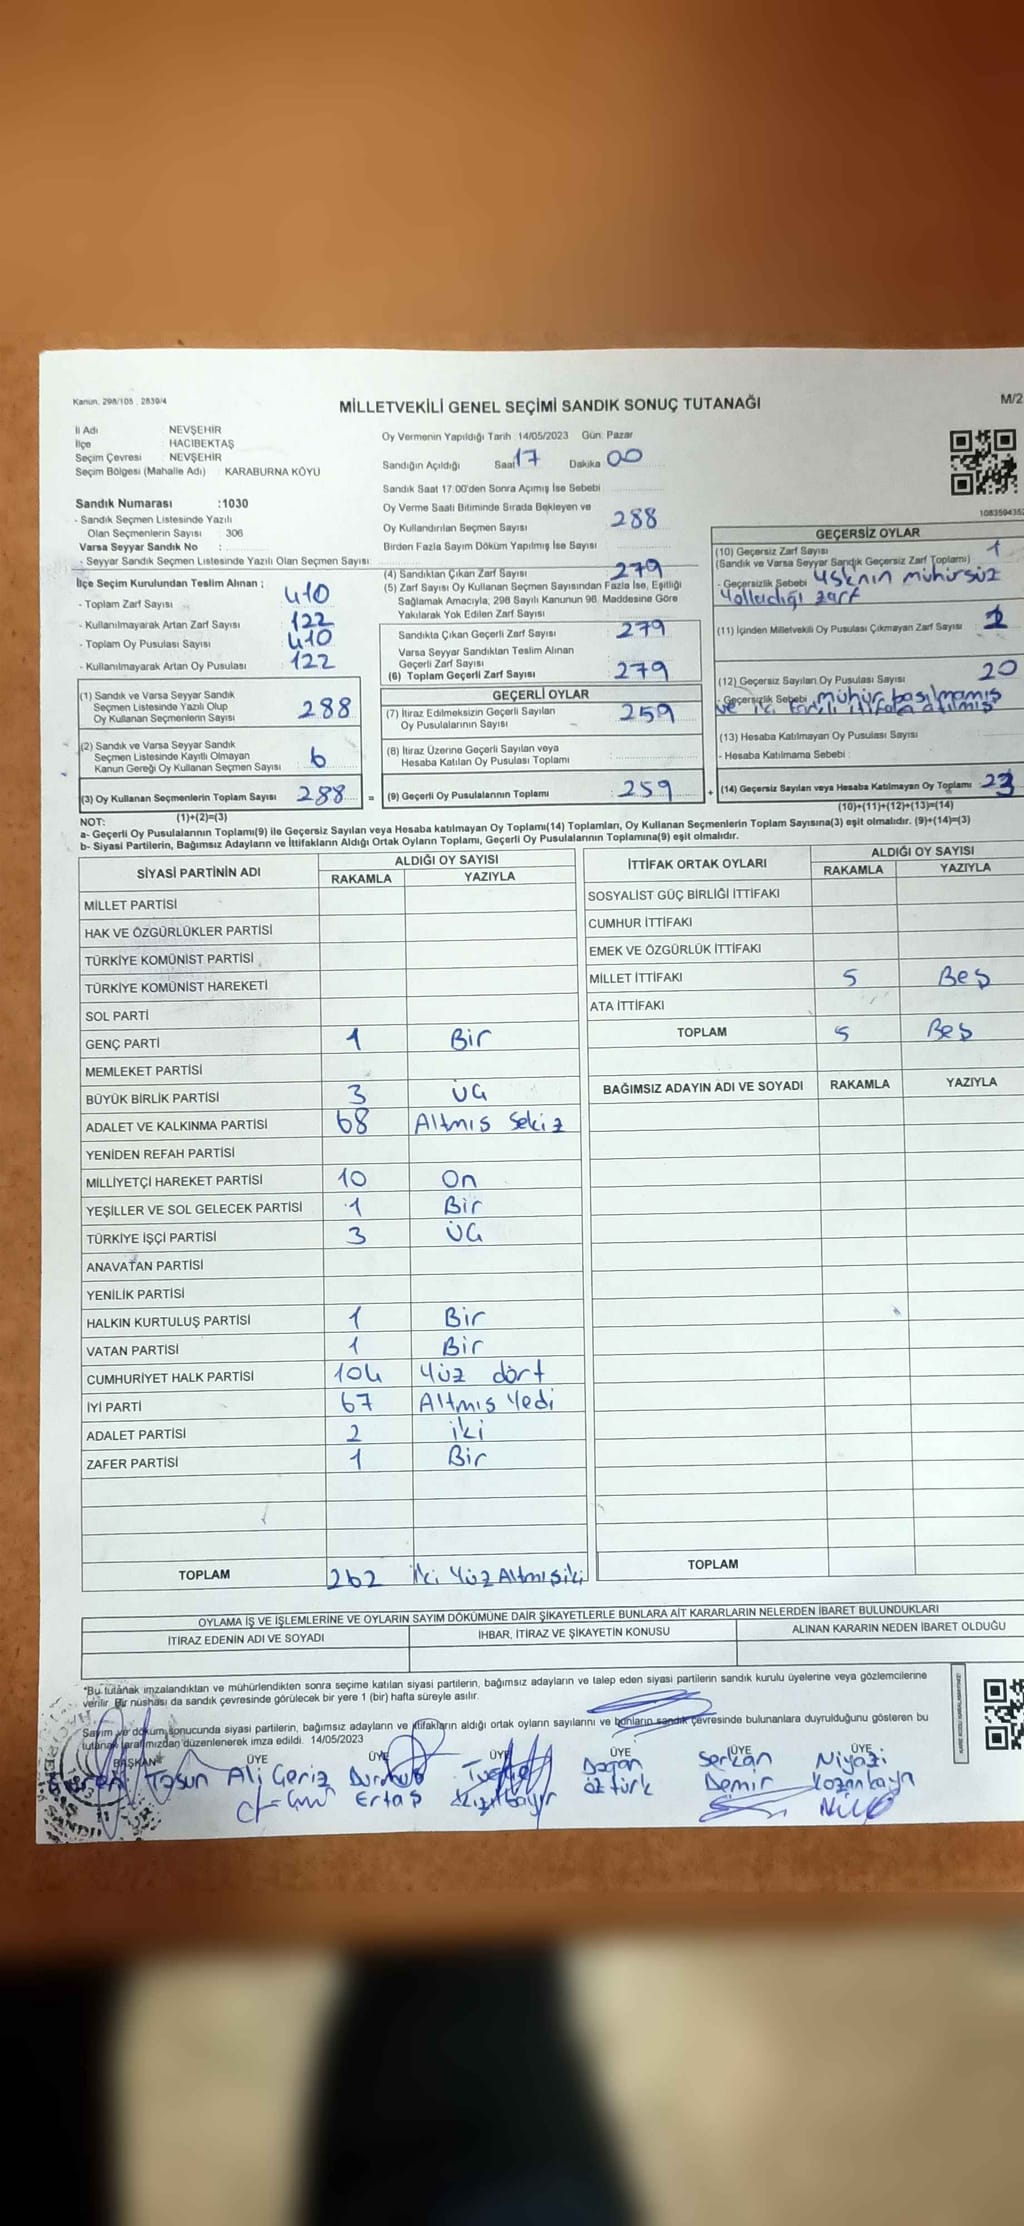 Kanun, 298/105 , 2839/4
MİLLETVEKİLİ GENEL SEÇİMİ SANDIK SONUÇ TUTANAĞI
M/2
İl Adı NEVŞEHİR
İlçe HACIBEKTAŞ
Seçim Çevresi : NEVŞEHİR
Seçim Bölgesi (Mahalle Adı) : KARABURNA KÖYÜ
Sandık Numarası :1030
- Sandık Seçmen Listesinde Yazılı
Olan Seçmenlerin Sayısı : 306
Varsa Seyyar Sandık No :
- Seyyar Sandık Seçmen Listesinde Yazılı Olan Seçmen Sayısı:
Oy Vermenin Yapıldığı Tarih :14/05/2023 Gün: Pazar
Sandığın Açıldığı Saat 17 Dakika 00
Sandık Saat 17:00'den Sonra Açımış İse Sebebi
Oy Verme Saati Bitiminde Sırada Bekleyen ve
Oy Kullandırılan Seçmen Sayısı 288
Birden Fazla Sayım Döküm Yapılmış İse Sayısı
İlçe Seçim Kurulundan Teslim Alınan ;
- Toplam Zarf Sayısı 410
- Kullanılmayarak Artan Zarf Sayısı 122
- Toplam Oy Pusulası Sayısı 410
- Kullanılmayarak Artan Oy Pusulası 122
(1) Sandık ve Varsa Seyyar Sandık
Seçmen Listesinde Yazılı Olup
Oy Kullanan Seçmenlerin Sayısı 288
(2) Sandık ve Varsa Seyyar Sandık
Seçmen Listesinde Kayıtlı Olmayan
Kanun Gereği Oy Kullanan Seçmen Sayısı 6
(3) Oy Kullanan Seçmenlerin Toplam Sayısı 288 =
(1)+(2)=(3)
(4) Sandıktan Çıkan Zarf Sayısı 279
(5) Zarf Sayısı Oy Kullanan Seçmen Sayısından Fazla İse, Eşitliği
Sağlamak Amacıyla, 298 Sayılı Kanunun 98. Maddesine Göre
Yakılarak Yok Edilen Zarf Sayısı
Sandıkta Çıkan Geçerli Zarf Sayısı 279
Varsa Seyyar Sandıktan Teslim Alınan
Geçerli Zarf Sayısı
(6) Toplam Geçerli Zarf Sayısı 279
GEÇERLİ OYLAR
(7) İtiraz Edilmeksizin Geçerli Sayılan
Oy Pusulalarının Sayısı 259
(8) İtiraz Üzerine Geçerli Sayılan veya
Hesaba Katılan Oy Pusulası Toplamı
(9) Geçerli Oy Pusulalarının Toplamı : 259 +
1083594352
GEÇERSİZ OYLAR
(10) Geçersiz Zarf Sayısı 1
(Sandık ve Varsa Seyyar Sandık Geçersiz Zarf Toplamı)
- Geçersizlik Sebebi Ysknın mühürsüz
Yolladığı zarf
(11) İçinden Milletvekili Oy Pusulası Çıkmayan Zarf Sayısı :
(12) Geçersiz Sayılan Oy Pusulası Sayısı 20
- Geçersizlik Sebebi mühür basılmamış
ve iki atılmış
(13) Hesaba Katılmayan Oy Pusulası Sayısı
- Hesaba Katılmama Sebebi :
(14) Geçersiz Sayılan veya Hesaba Katılmayan Oy Toplamı 23
(10)+(11)+(12)+(13)=(14)
NOT:
a- Geçerli Oy Pusulalarının Toplamı(9) ile Geçersiz Sayılan veya Hesaba katılmayan Oy Toplamı(14) Toplamları, Oy Kullanan Seçmenlerin Toplam Sayısına(3) eşit olmalıdır. (9)+(14)=(3)
b- Siyasi Partilerin, Bağımsız Adayların ve İttifakların Aldığı Ortak Oyların Toplamı, Geçerli Oy Pusulalarının Toplamına(9) eşit olmalıdır.
SİYASİ PARTİNİN ADI ALDIĞI OY SAYISI
RAKAMLA YAZIYLA
MİLLET PARTİSİ
HAK VE ÖZGÜRLÜKLER PARTİSİ
TÜRKİYE KOMÜNİST PARTİSİ
TÜRKİYE KOMÜNİST HAREKETİ
SOL PARTİ
GENÇ PARTİ 1 Bir
MEMLEKET PARTİSİ
BÜYÜK BİRLİK PARTİSİ 3 ÜÇ
ADALET VE KALKINMA PARTİSİ 68 Altmış Sekiz
YENİDEN REFAH PARTİSİ
MİLLİYETÇİ HAREKET PARTİSİ 10 On
YEŞİLLER VE SOL GELECEK PARTİSİ 1 Bir
TÜRKİYE İŞÇİ PARTİSİ 3 ÜÇ
ANAVATAN PARTİSİ
YENİLİK PARTİSİ
HALKIN KURTULUŞ PARTİSİ 1 Bir
VATAN PARTİSİ 1 Bir
CUMHURİYET HALK PARTİSİ 104 Yüz dört
İYİ PARTİ 67 Altmış Yedi
ADALET PARTİSİ 2 iki
ZAFER PARTİSİ 1 Bir
TOPLAM 262 İki Yüz Altmışiki
İTTİFAK ORTAK OYLARI ALDIĞI OY SAYISI
RAKAMLA YAZIYLA
SOSYALİST GÜÇ BİRLİĞİ İTTİFAKI
CUMHUR İTTİFAKI
EMEK VE ÖZGÜRLÜK İTTİFAKI
MİLLET İTTİFAKI 5 Beş
ATA İTTİFAKI
TOPLAM 5 Beş
BAĞIMSIZ ADAYIN ADI VE SOYADI RAKAMLA YAZIYLA
TOPLAM
OYLAMA İŞ VE İŞLEMLERİNE VE OYLARIN SAYIM DÖKÜMÜNE DAİR ŞİKAYETLERLE BUNLARA AİT KARARLARIN NELERDEN İBARET BULUNDUKLARI
İTİRAZ EDENİN ADI VE SOYADI İHBAR, İTİRAZ VE ŞİKAYETİN KONUSU ALINAN KARARIN NEDEN İBARET OLDUĞU
*Bu tutanak imzalandıktan ve mühürlendikten sonra seçime katılan siyasi partilerin, bağımsız adayların ve talep eden siyasi partilerin sandık kurulu üyelerine veya gözlemcilerine
verilir. Bir nüshası da sandık çevresinde görülecek bir yere 1 (bir) hafta süreyle asılır.
Sayım ve döküm sonucunda siyasi partilerin, bağımsız adayların ve ittifakların aldığı ortak oyların sayılarını ve bunların sandık çevresinde bulunanlara duyrulduğunu gösteren bu
tutanak tarafımızdan düzenlenerek imza edildi. 14/05/2023
BAŞKAN ÜYE ÜYE ÜYE ÜYE ÜYE ÜYE
Tosun Ali Geriz Doğan Serkan Niyazi
Ertaş öztürk Demir Kozankaya